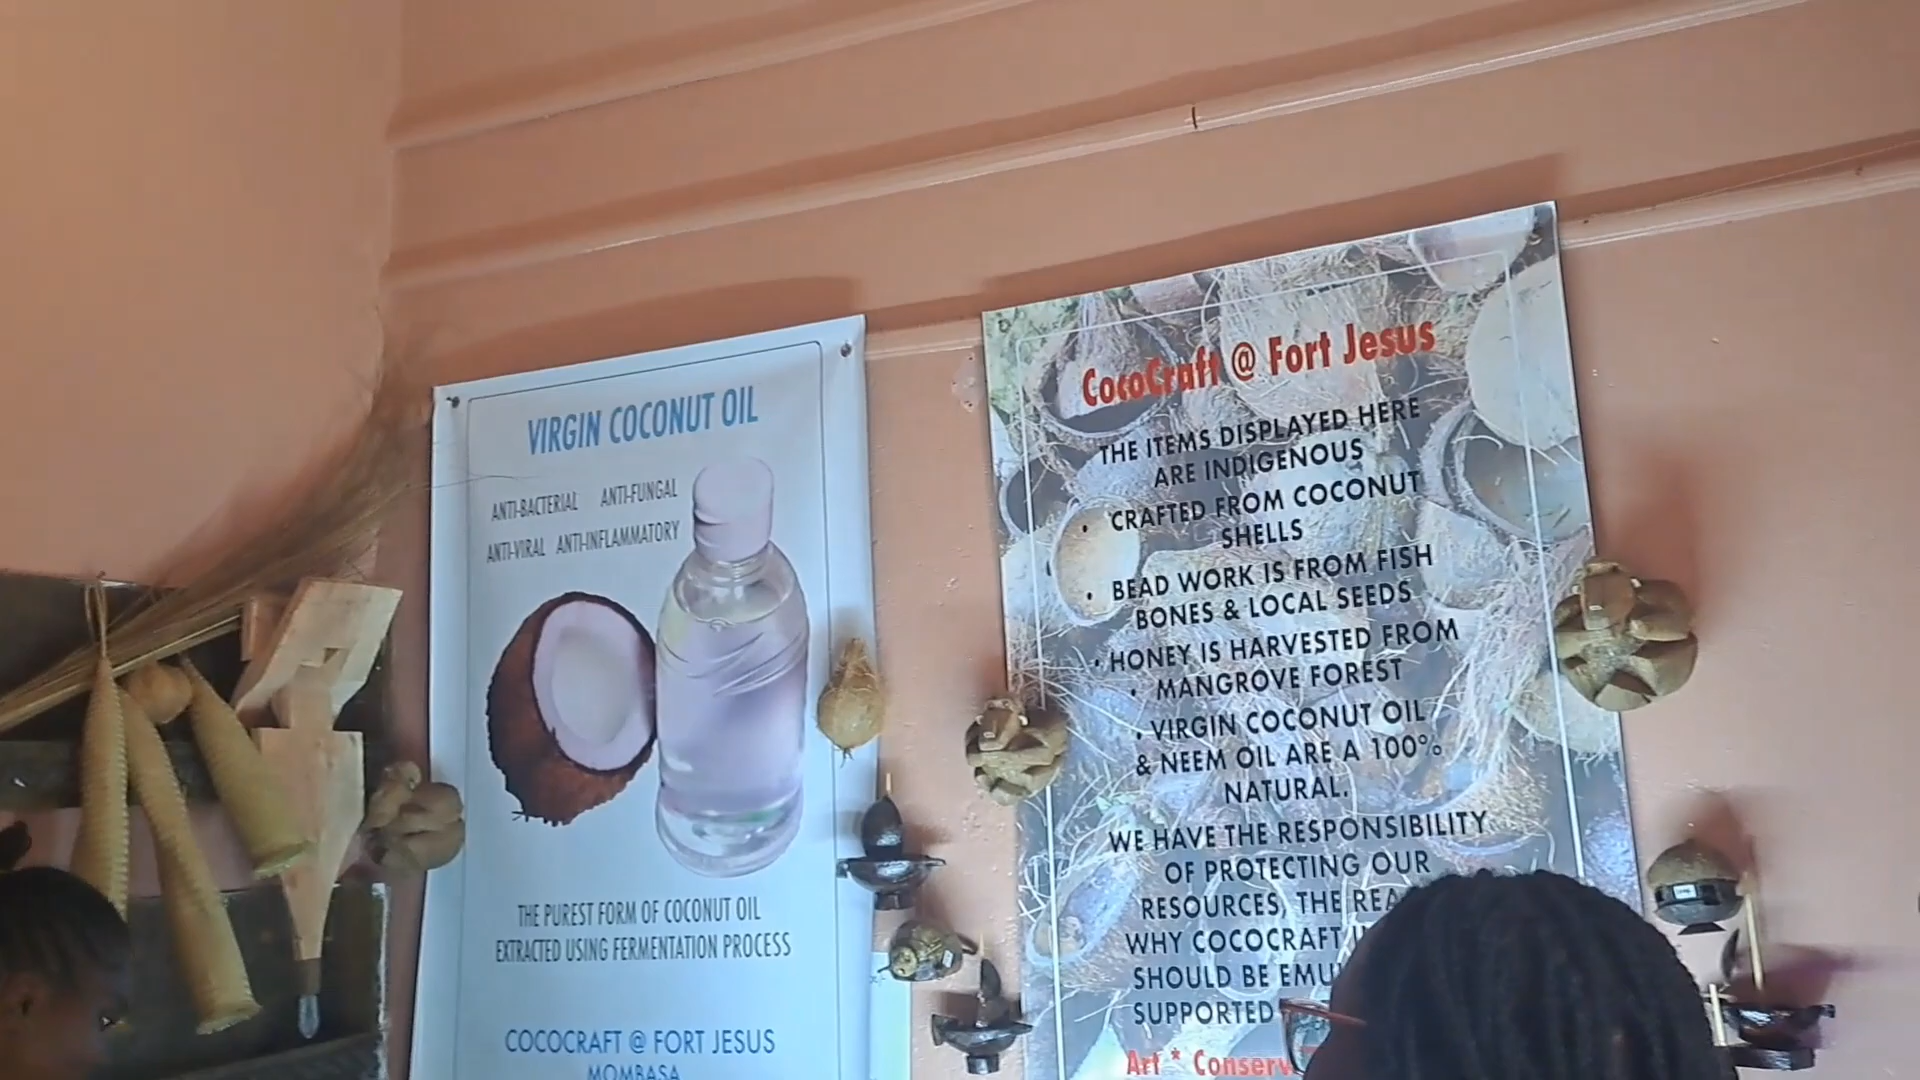 VIRGIN COCONUT OIL
ANTI-BACTERIAL ANTI-FUNGAL
ANTI-VIRAL ANTI-INFLAMMATORY
THE PUREST FORM OF COCONUT OIL
EXTRACTED USING FERMENTATION PROCESS
COCOCRAFT @ FORT JESUS
MOMBASA
CocoCraft @ Fort Jesus
THE ITEMS DISPLAYED HERE
ARE INDIGENOUS
• CRAFTED FROM COCONUT
SHELLS
• BEAD WORK IS FROM FISH
BONES & LOCAL SEEDS
• HONEY IS HARVESTED FROM
• MANGROVE FOREST
• VIRGIN COCONUT OIL
& NEEM OIL ARE A 100%
NATURAL.
WE HAVE THE RESPONSIBILITY
OF PROTECTING OUR
RESOURCES, THE
WHY COCOCRAFT
SHOULD BE
SUPPORTED
Art *